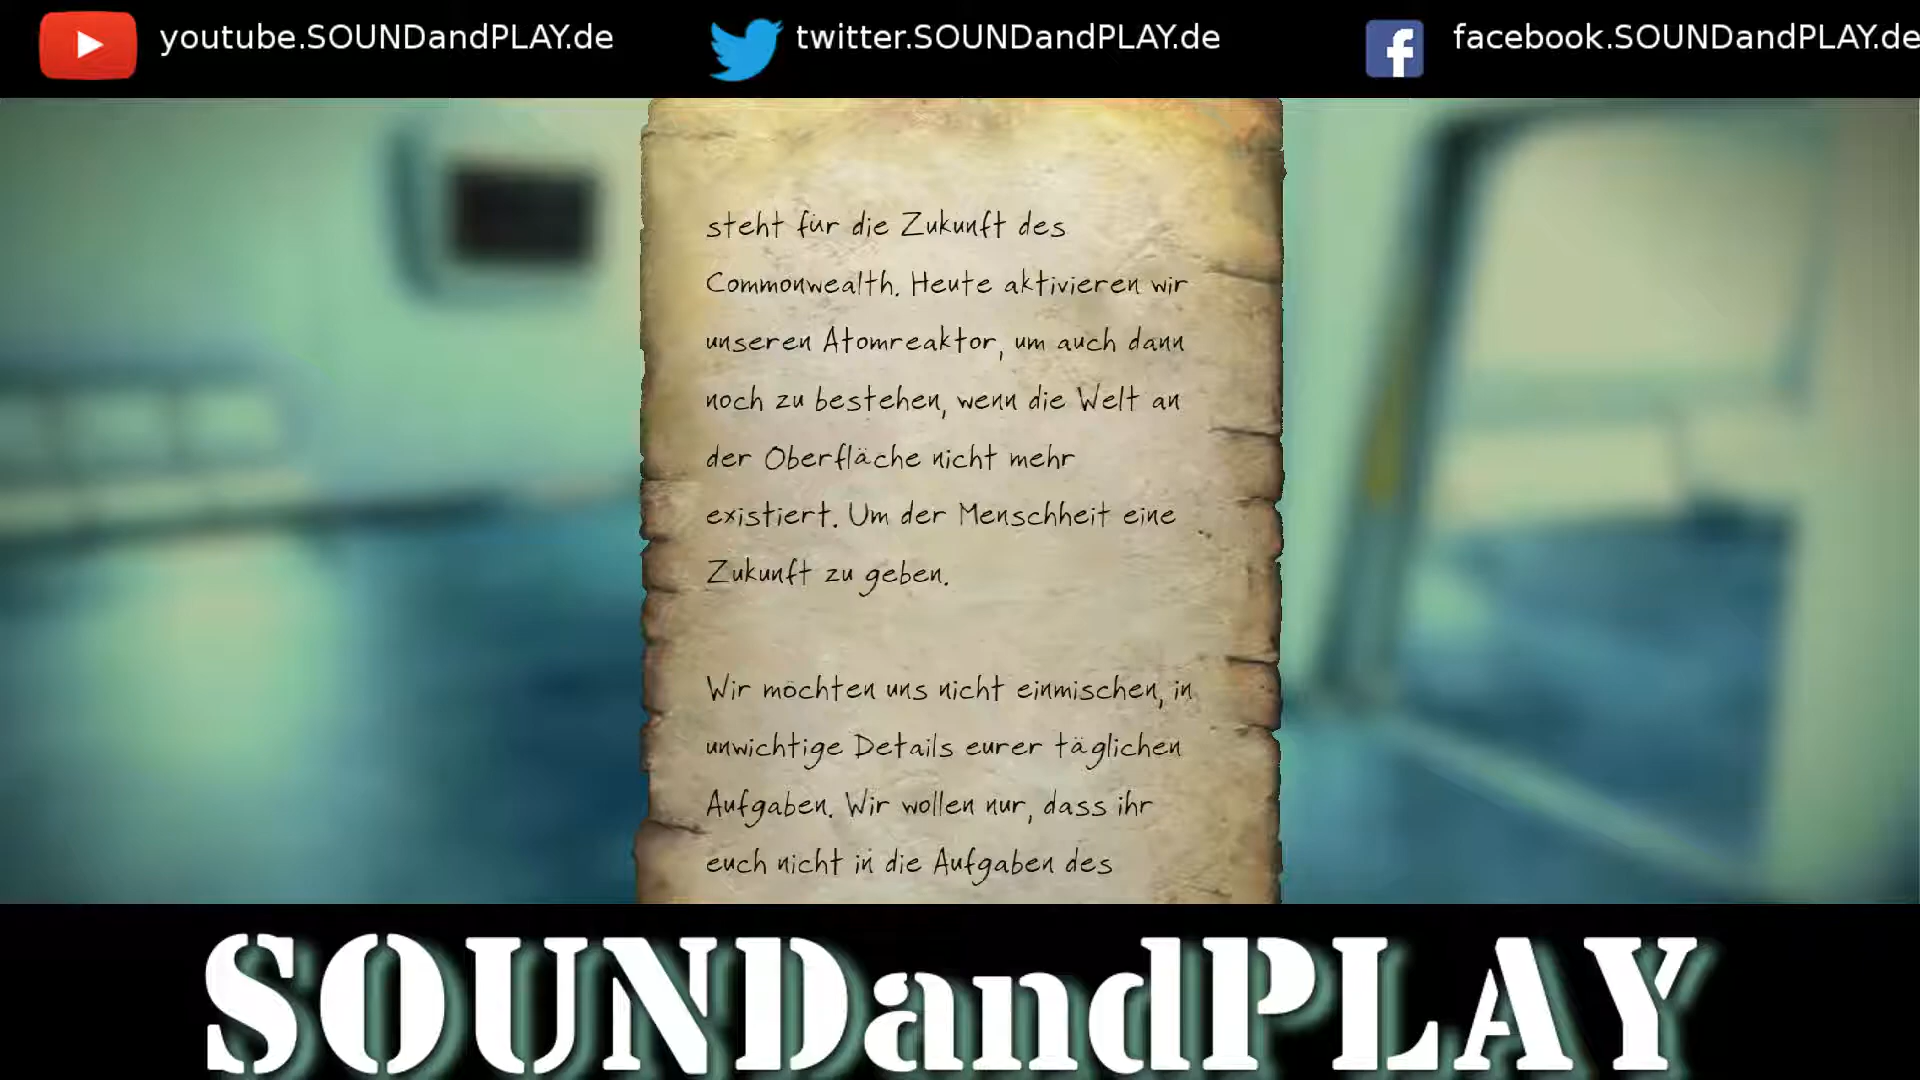 youtube.SOUNDandPLAY.de twitter.SOUNDandPLAY.de facebook.SOUNDandPLAY.de
steht für die Zukunft des
Commonwealth. Heute aktivieren wir
unseren Atomreaktor, um auch dann
noch zu bestehen, wenn die Welt an
der Oberfläche nicht mehr
existiert. Um der Menschheit eine
Zukunft zu geben.
Wir möchten uns nicht einmischen, in
unwichtige Details eurer täglichen
Aufgaben. Wir wollen nur, dass ihr
euch nicht in die Aufgaben des
SOUNDandPLAY